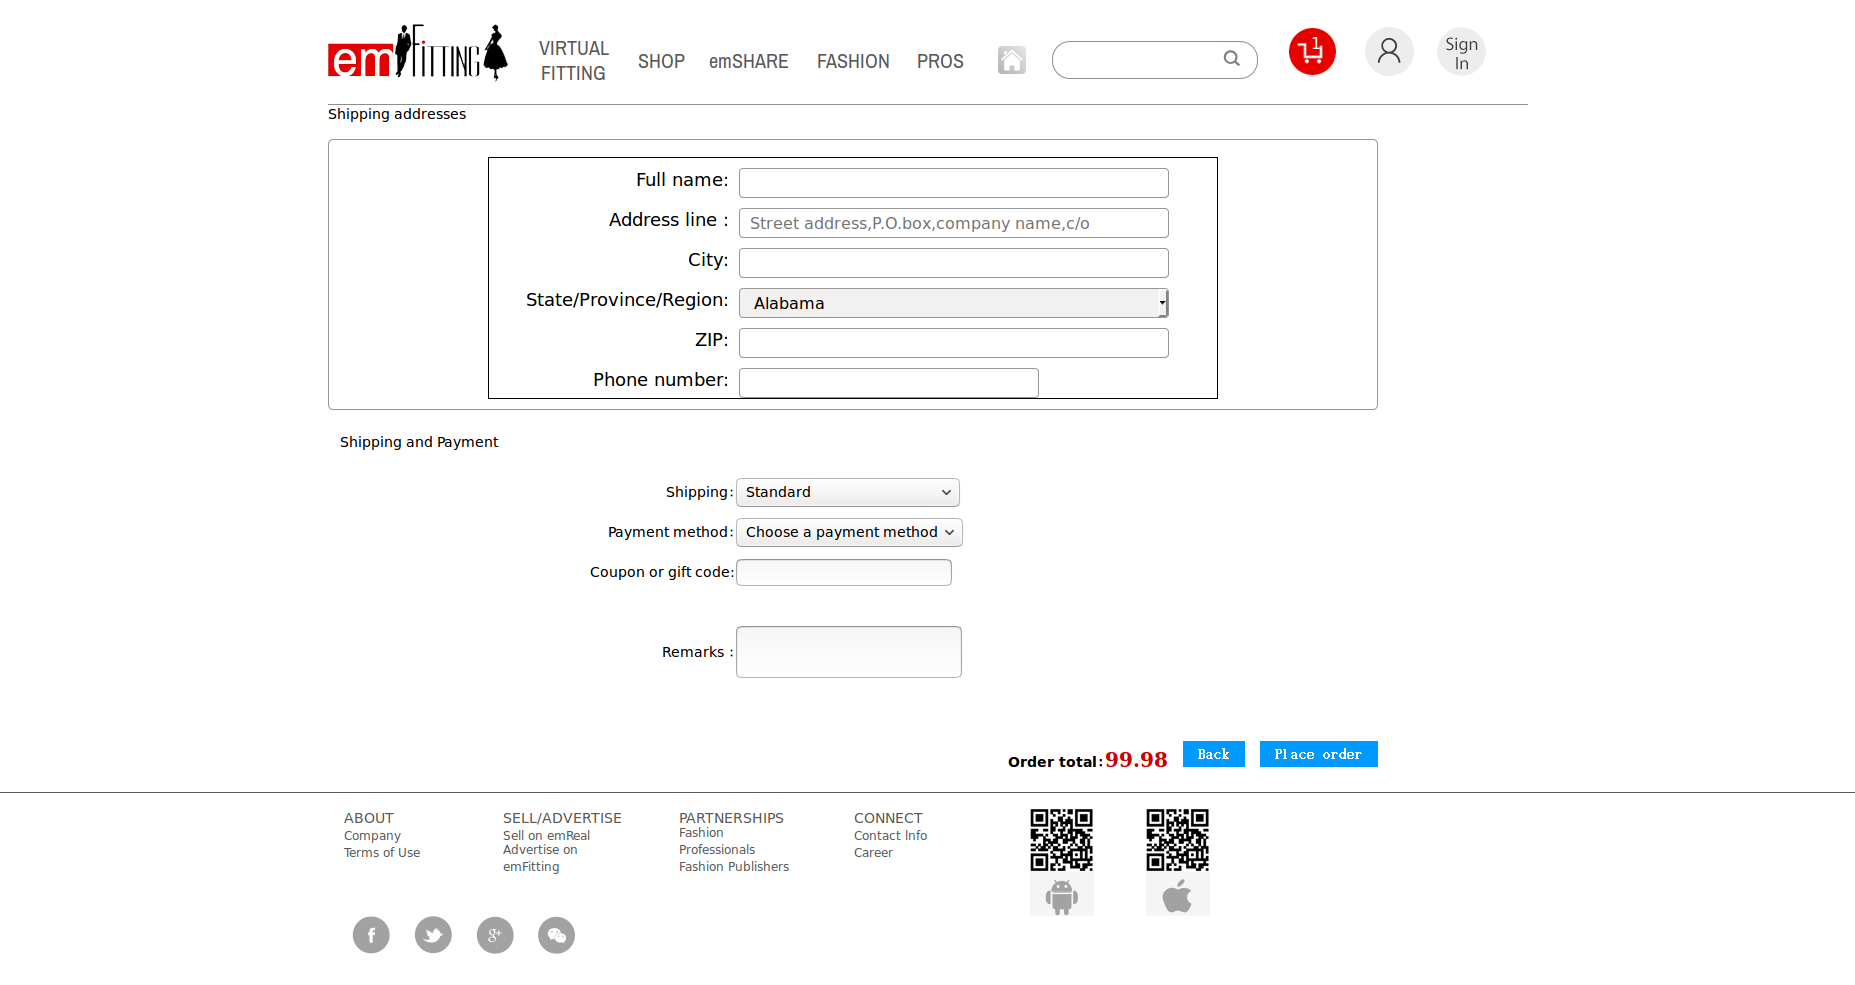 em FITTING
VIRTUAL
FITTING
SHOP
emSHARE
FASHION
PROS
1
Sign
In
Shipping addresses
Full name:
Address line : Street address,P.O.box,company name,c/o
City:
State/Province/Region: Alabama
ZIP:
Phone number:
Shipping and Payment
Shipping: Standard
Payment method: Choose a payment method
Coupon or gift code:
Remarks :
Order total:99.98 Back Place order
ABOUT
Company
Terms of Use
SELL/ADVERTISE
Sell on emReal
Advertise on
emFitting
PARTNERSHIPS
Fashion
Professionals
Fashion Publishers
CONNECT
Contact Info
Career
f
g+